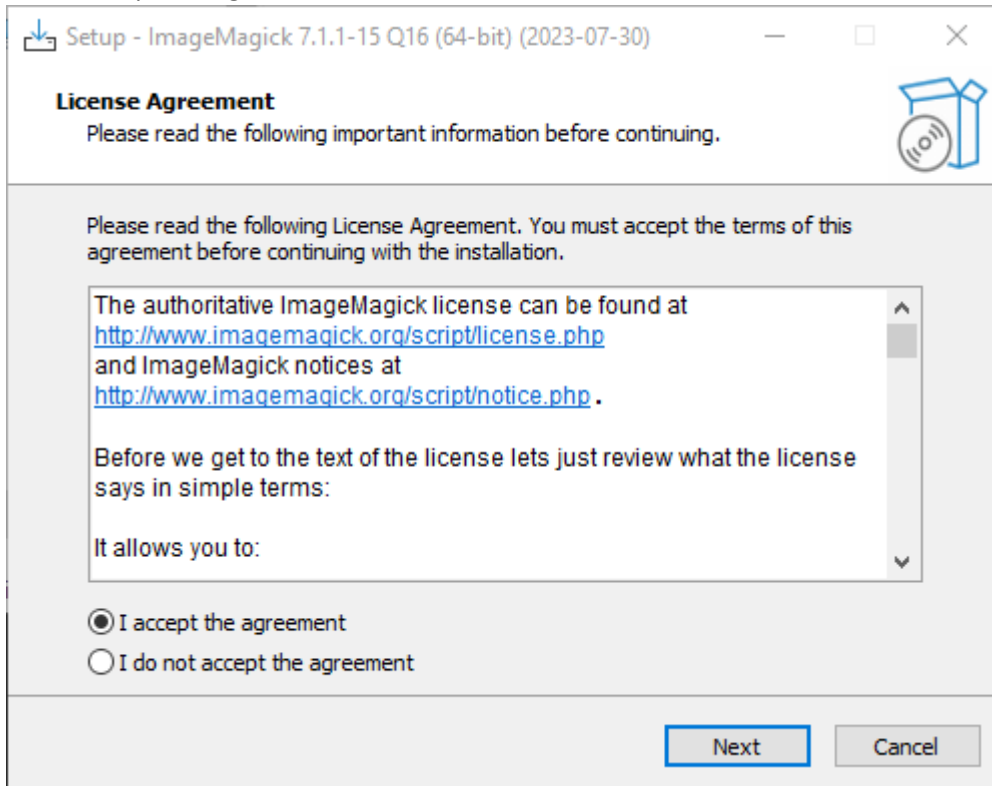 Setup - ImageMagick 7.1.1-15 Q16 (64-bit) (2023-07-30)
License Agreement
Please read the following important information before continuing.
Please read the following License Agreement. You must accept the terms of this
agreement before continuing with the installation.
The authoritative ImageMagick license can be found at
http://www.imagemagick.org/script/license.php
and ImageMagick notices at
http://www.imagemagick.org/script/notice.php .
Before we get to the text of the license lets just review what the license
says in simple terms:
It allows you to:
I accept the agreement
I do not accept the agreement
Next Cancel